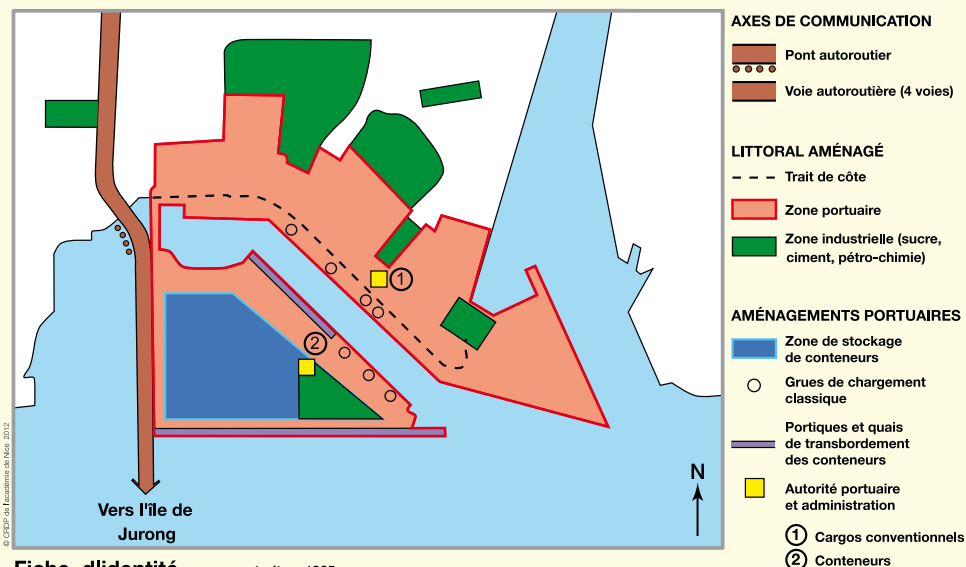 AXES DE COMMUNICATION
Pont autoroutier
Voie autoroutière (4 voies)
LITTORAL AMÉNAGÉ
Trait de côte
Zone portuaire
Zone industrielle (sucre,
ciment, pétro-chimie)
AMÉNAGEMENTS PORTUAIRES
Zone de stockage
de conteneurs
Grues de chargement
classique
Portiques et quais
de transbordement
des conteneurs
Autorité portuaire
et administration
1 Cargos conventionnels
2 Conteneurs
1
2
N
Vers l'île de
Jurong
© CRDP de l'académie de Nice 2012